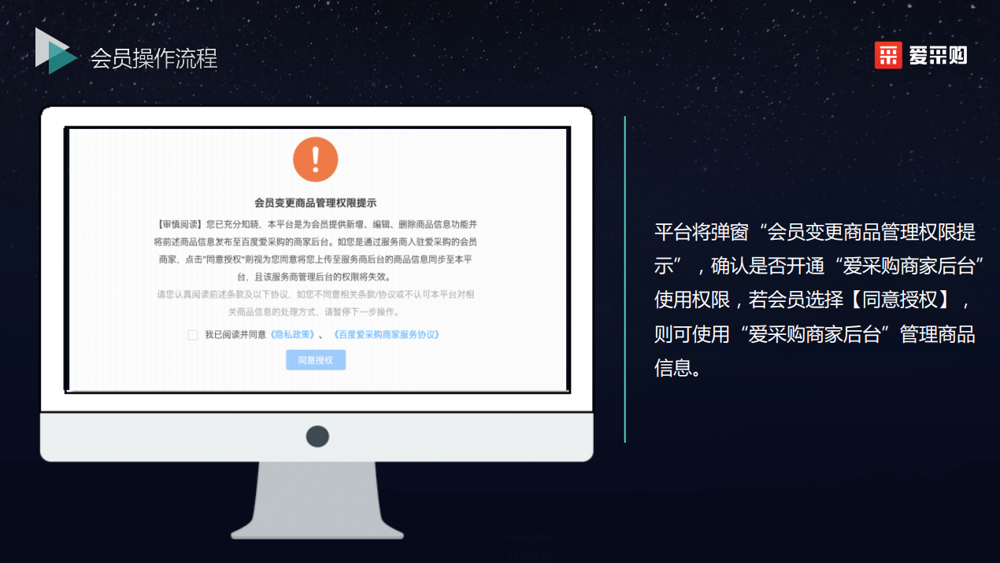 会员操作流程
采 爱采购
会员变更商品管理权限提示
【审慎阅读】您已充分知晓，本平台是为会员提供新增、编辑、删除商品信息功能并
将前述商品信息发布至百度爱采购的商家后台。如您是通过服务商入驻爱采购的会员
商家，点击"同意授权"则视为您同意将您上传至服务商后台的商品信息同步至本平
台，且该服务商管理后台的权限将失效。
请您认真阅读前述条款及以下协议，如您不同意相关条款/协议或不认可本平台对相
关商品信息的处理方式，请暂停下一步操作。
我已阅读并同意《隐私政策》、《百度爱采购商家服务协议》
同意授权
平台将弹窗“会员变更商品管理权限提
示”，确认是否开通“爱采购商家后台”
使用权限，若会员选择【同意授权】，
则可使用“爱采购商家后台”管理商品
信息。